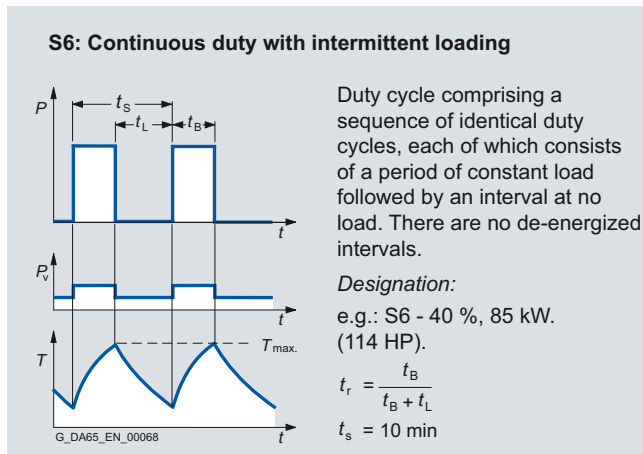 S6: Continuous duty with intermittent loading
P
tS
tL
tB
t
Pv
t
T
Tmax.
t
G_DA65_EN_00068
Duty cycle comprising a
sequence of identical duty
cycles, each of which consists
of a period of constant load
followed by an interval at no
load. There are no de-energized
intervals.
Designation:
e.g.: S6 - 40 %, 85 kW.
(114 HP).
tr = tB / tB + tL
ts = 10 min